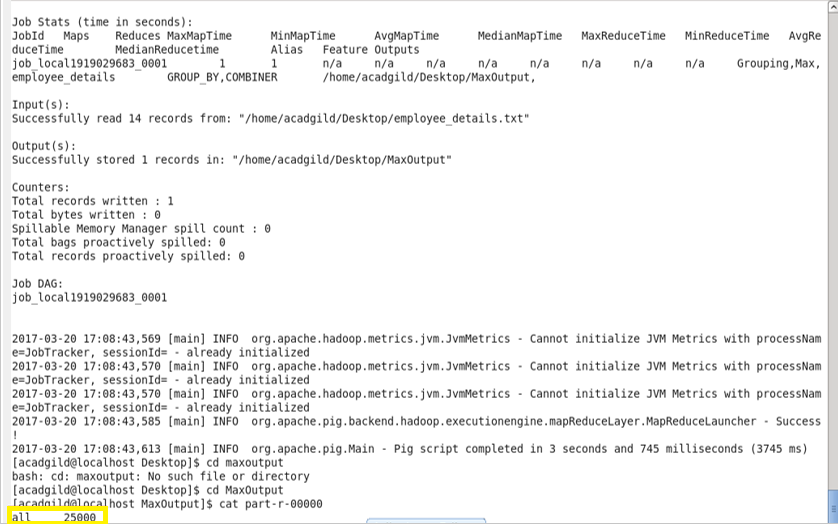 Job Stats (time in seconds):
JobId Maps Reduces MaxMapTime MinMapTime AvgMapTime MedianMapTime MaxReduceTime MinReduceTime AvgRe
duceTime MedianReducetime Alias Feature Outputs
job_local1919029683_0001 1 1 n/a n/a n/a n/a n/a n/a n/a n/a Grouping,Max,
employee_details GROUP_BY,COMBINER /home/acadgild/Desktop/MaxOutput,
Input(s):
Successfully read 14 records from: "/home/acadgild/Desktop/employee_details.txt"
Output(s):
Successfully stored 1 records in: "/home/acadgild/Desktop/MaxOutput"
Counters:
Total records written : 1
Total bytes written : 0
Spillable Memory Manager spill count : 0
Total bags proactively spilled: 0
Total records proactively spilled: 0
Job DAG:
job_local1919029683_0001
2017-03-20 17:08:43,569 [main] INFO org.apache.hadoop.metrics.jvm.JvmMetrics - Cannot initialize JVM Metrics with processNam
e=JobTracker, sessionId= - already initialized
2017-03-20 17:08:43,570 [main] INFO org.apache.hadoop.metrics.jvm.JvmMetrics - Cannot initialize JVM Metrics with processNam
e=JobTracker, sessionId= - already initialized
2017-03-20 17:08:43,570 [main] INFO org.apache.hadoop.metrics.jvm.JvmMetrics - Cannot initialize JVM Metrics with processNam
e=JobTracker, sessionId= - already initialized
2017-03-20 17:08:43,585 [main] INFO org.apache.pig.backend.hadoop.executionengine.mapReduceLayer.MapReduceLauncher - Success
!
2017-03-20 17:08:43,613 [main] INFO org.apache.pig.Main - Pig script completed in 3 seconds and 745 milliseconds (3745 ms)
[acadgild@localhost Desktop]$ cd maxoutput
bash: cd: maxoutput: No such file or directory
[acadgild@localhost Desktop]$ cd MaxOutput
[acadgild@localhost MaxOutput]$ cat part-r-00000
all 25000